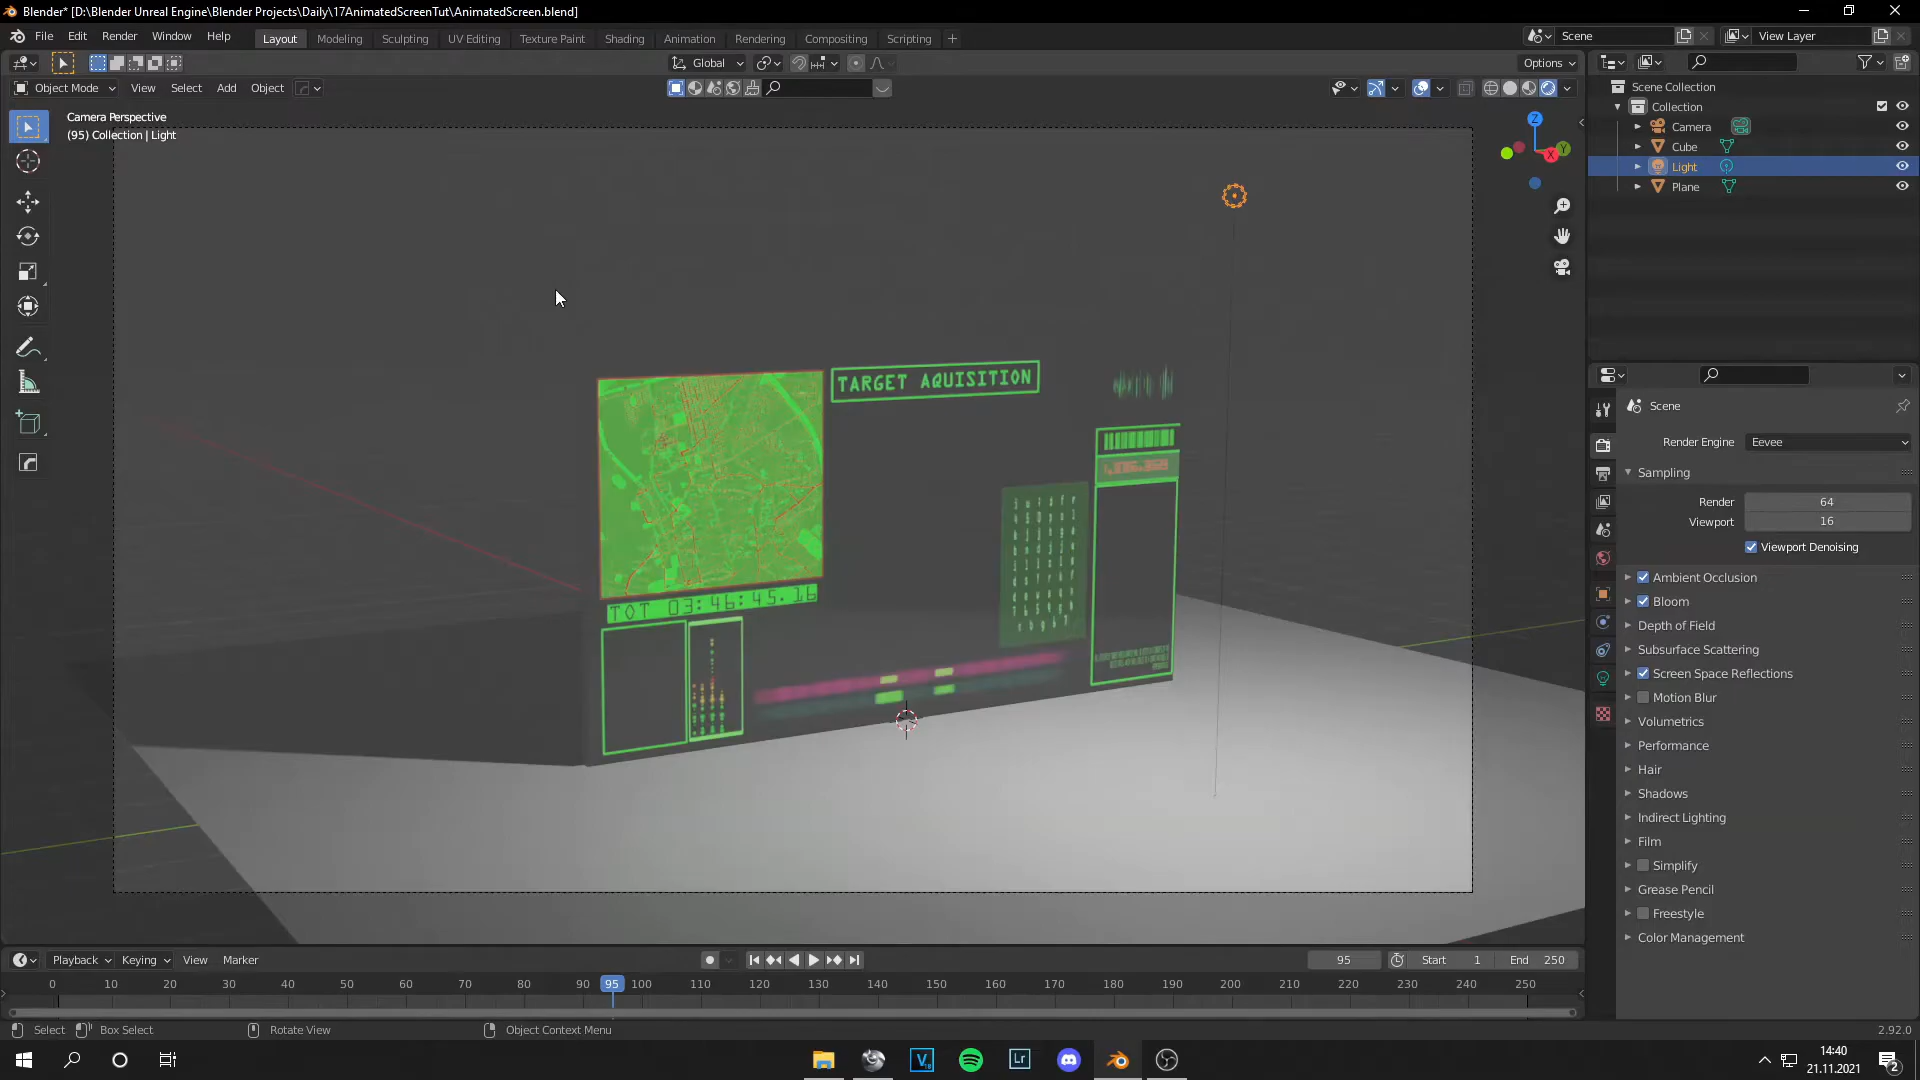 Blender* [D:\Blender Unreal Engine\Blender Projects\Daily\17AnimatedScreenTut\AnimatedScreen.blend]
File Edit Render Window Help Layout Modeling Sculpting UV Editing Texture Paint Shading Animation Rendering Compositing Scripting Scene View Layer
Global Options
Object Mode View Select Add Object
Scene Collection
Collection
Camera
Cube
Light
Plane
Camera Perspective
(95) Collection | Light
Z
X
Y
TARGET AQUISITION
TOT 03:46:45.16
Scene
Render Engine Eevee
Sampling
Render 64
Viewport 16
Viewport Denoising
Ambient Occlusion
Bloom
Depth of Field
Subsurface Scattering
Screen Space Reflections
Motion Blur
Volumetrics
Performance
Hair
Shadows
Indirect Lighting
Film
Simplify
Grease Pencil
Freestyle
Color Management
Playback Keying View Marker 95 Start 1 End 250
0 10 20 30 40 50 60 70 80 90 95 100 110 120 130 140 150 160 170 180 190 200 210 220 230 240 250
Select Box Select Rotate View Object Context Menu 2.92.0
Lr
14:40
21.11.2021
2